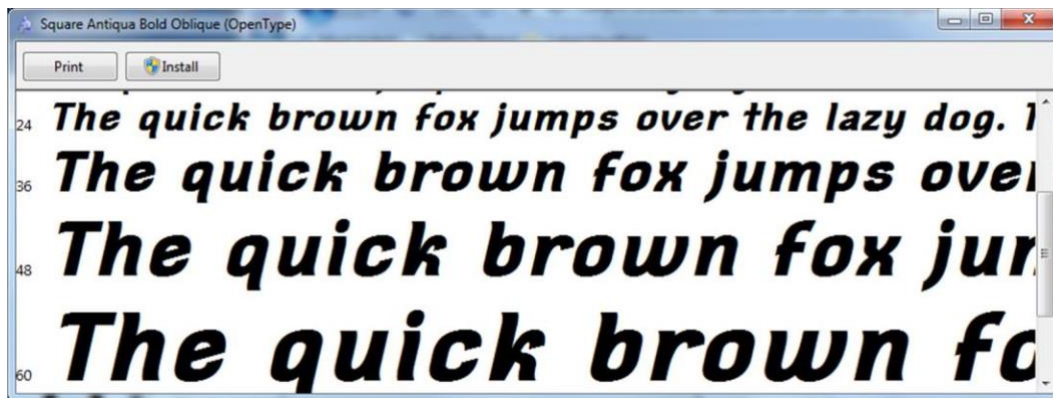 Square Antiqua Bold Oblique (OpenType)
Print Install
24 The quick brown fox jumps over the lazy dog.
36 The quick brown fox jumps over
48 The quick brown fox
60 The quick brown